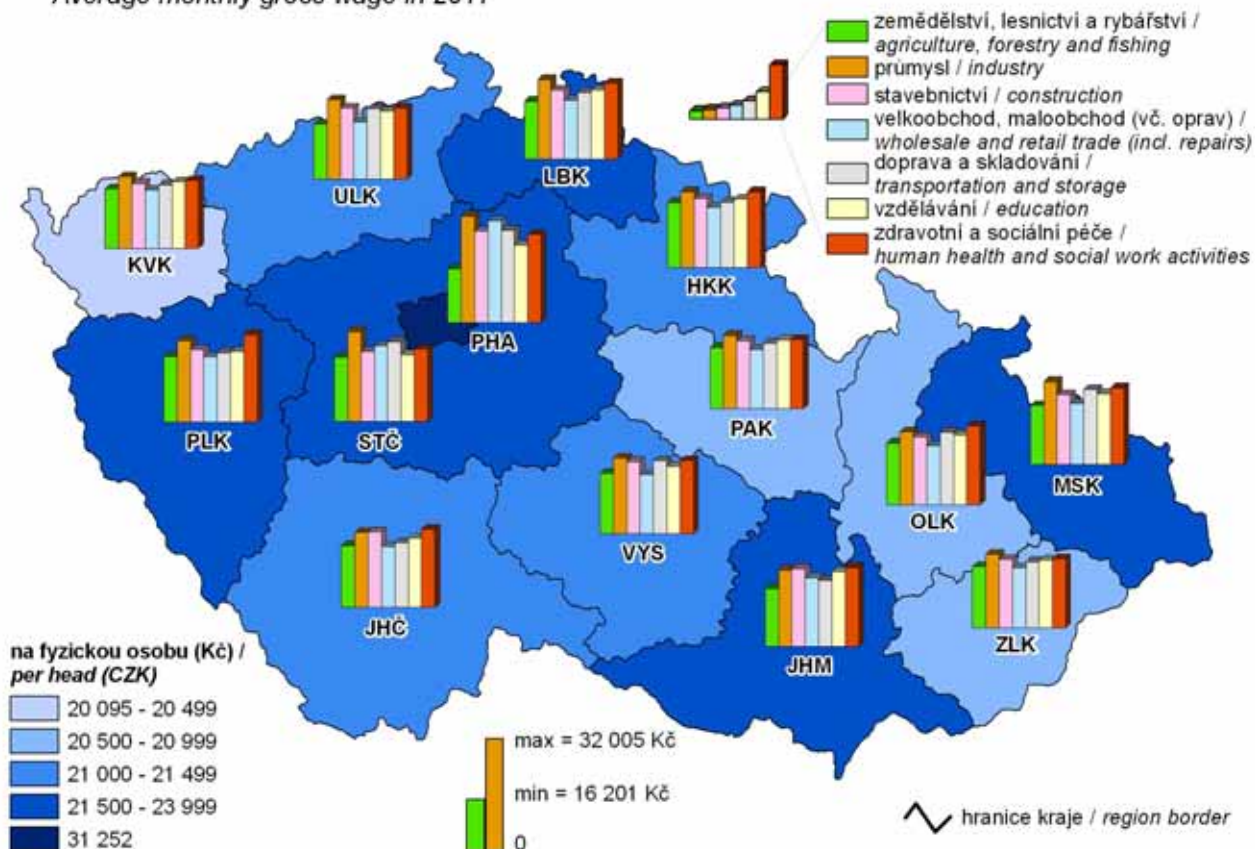 Average monthly gross wage in 2011
zemědělství, lesnictví a rybářství /
agriculture, forestry and fishing
průmysl / industry
stavebnictví / construction
velkoobchod, maloobchod (vč. oprav) /
wholesale and retail trade (incl. repairs)
doprava a skladování /
transportation and storage
vzdělávání / education
zdravotní a sociální péče /
human health and social work activities
LBK
ULK
KVK
HKK
PHA
PLK
STČ
PAK
MSK
OLK
VYS
JHČ
ZLK
JHM
na fyzickou osobu (Kč) /
per head (CZK)
20 095 - 20 499
20 500 - 20 999
21 000 - 21 499
21 500 - 23 999
31 252
max = 32 005 Kč
min = 16 201 Kč
0
hranice kraje / region border